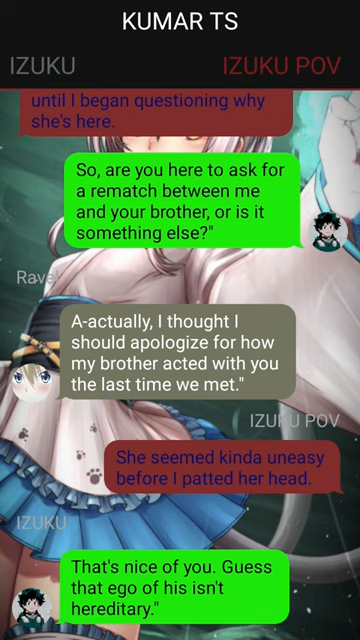 KUMAR TS
IZUKU
IZUKU POV
until I began questioning why
she's here.
So, are you here to ask for
a rematch between me
and your brother, or is it
something else?"
Ravel
A-actually, I thought I
should apologize for how
my brother acted with you
the last time we met."
IZUKU POV
She seemed kinda uneasy
before I patted her head.
IZUKU
That's nice of you. Guess
that ego of his isn't
hereditary."